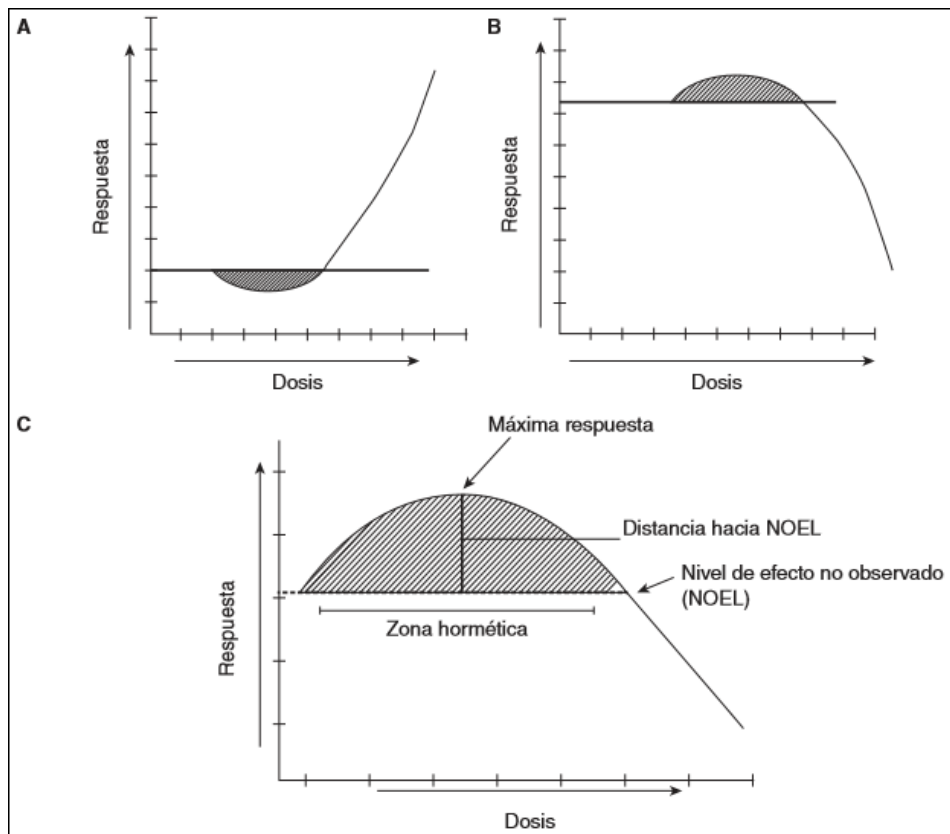 A
Respuesta
Dosis
B
Respuesta
Dosis
C
Máxima respuesta
Distancia hacia NOEL
Nivel de efecto no observado
(NOEL)
Zona hormética
Respuesta
Dosis